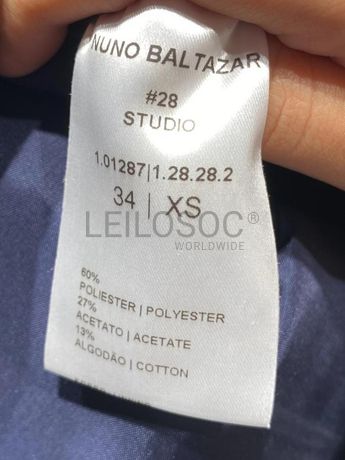 NUNO BALTAZAR
#28
STUDIO
1.01287|1.28.28.2
34 | XS
LEILOSOC®
WORLDWIDE
60%
POLIESTER | POLYESTER
27%
ACETATO | ACETATE
13%
ALGODÃO | COTTON